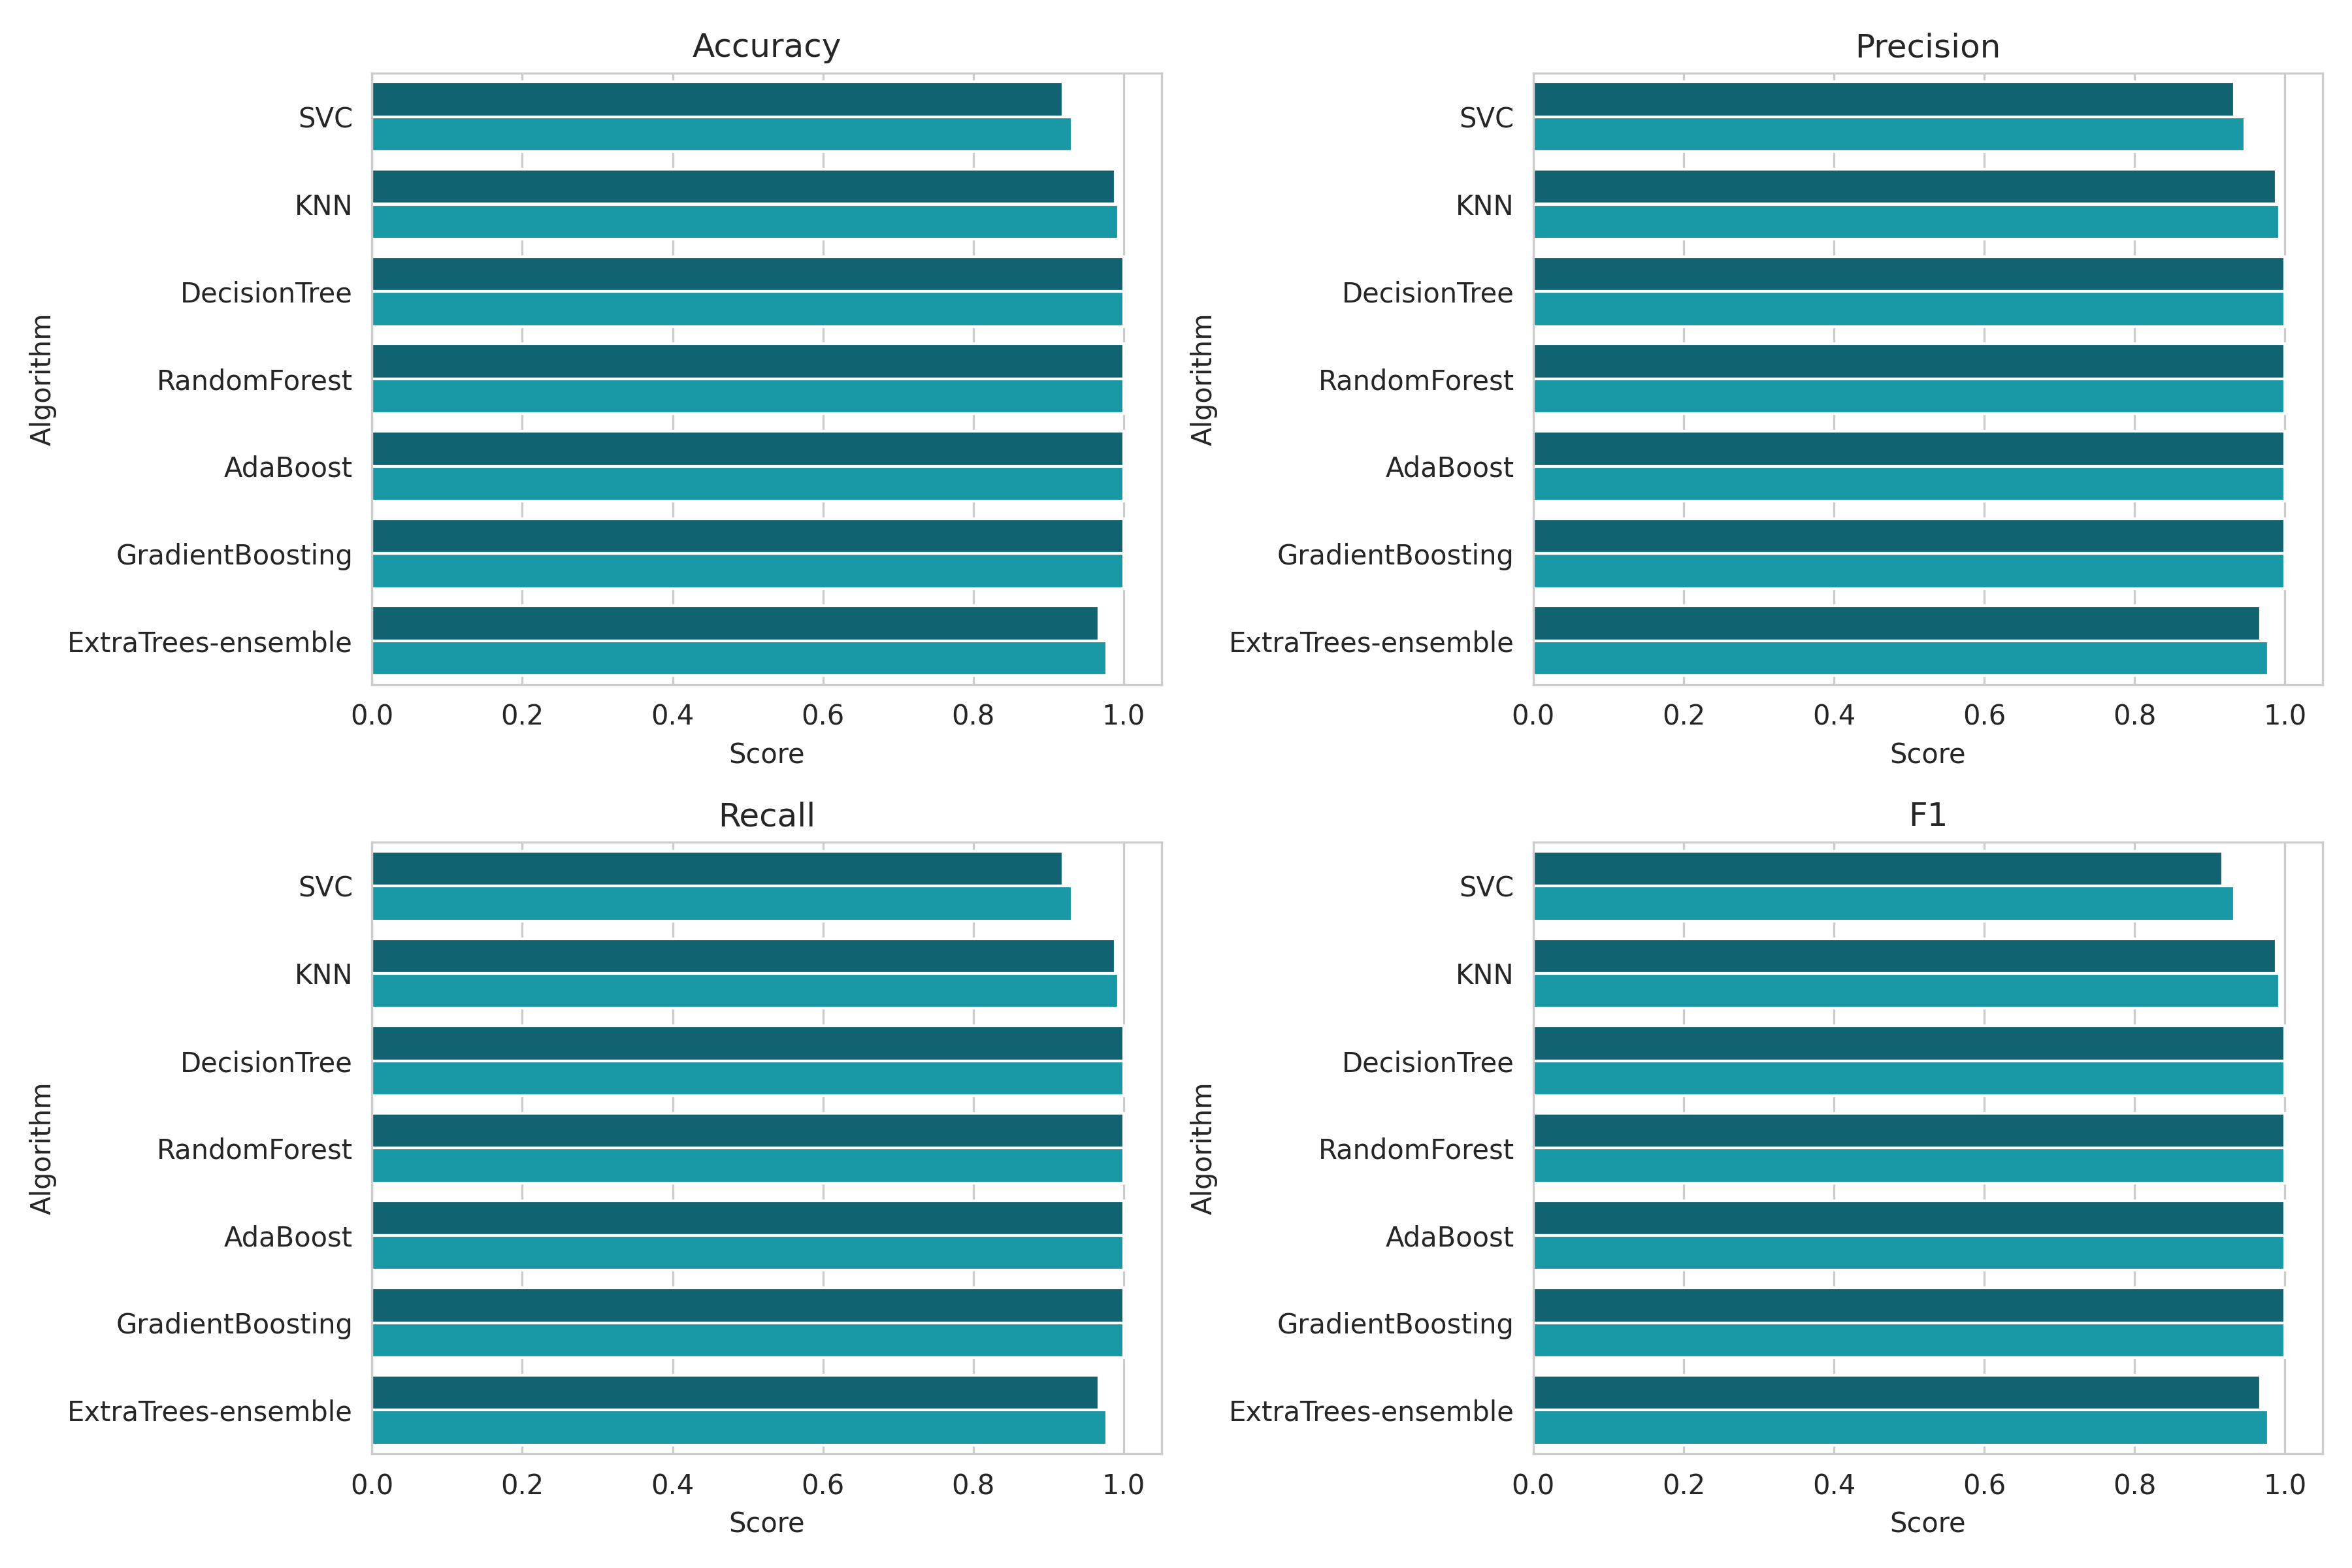 Accuracy
SVC
KNN
DecisionTree
RandomForest
AdaBoost
GradientBoosting
ExtraTrees-ensemble
Algorithm
0.0 0.2 0.4 0.6 0.8 1.0
Score
Precision
SVC
KNN
DecisionTree
RandomForest
AdaBoost
GradientBoosting
ExtraTrees-ensemble
Algorithm
0.0 0.2 0.4 0.6 0.8 1.0
Score
Recall
SVC
KNN
DecisionTree
RandomForest
AdaBoost
GradientBoosting
ExtraTrees-ensemble
Algorithm
0.0 0.2 0.4 0.6 0.8 1.0
Score
F1
SVC
KNN
DecisionTree
RandomForest
AdaBoost
GradientBoosting
ExtraTrees-ensemble
Algorithm
0.0 0.2 0.4 0.6 0.8 1.0
Score